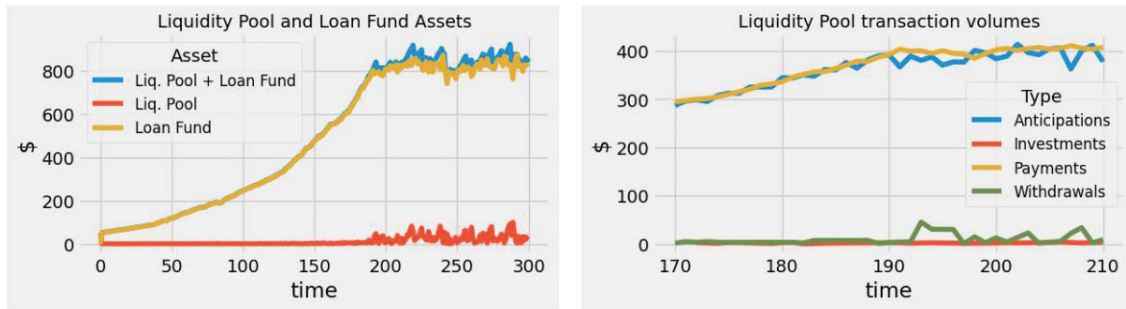 Liquidity Pool and Loan Fund Assets
Asset
Liq. Pool + Loan Fund
Liq. Pool
Loan Fund
$
800
600
400
200
0
0 50 100 150 200 250 300
time
Liquidity Pool transaction volumes
Type
Anticipations
Investments
Payments
Withdrawals
$
400
300
200
100
0
170 180 190 200 210
time